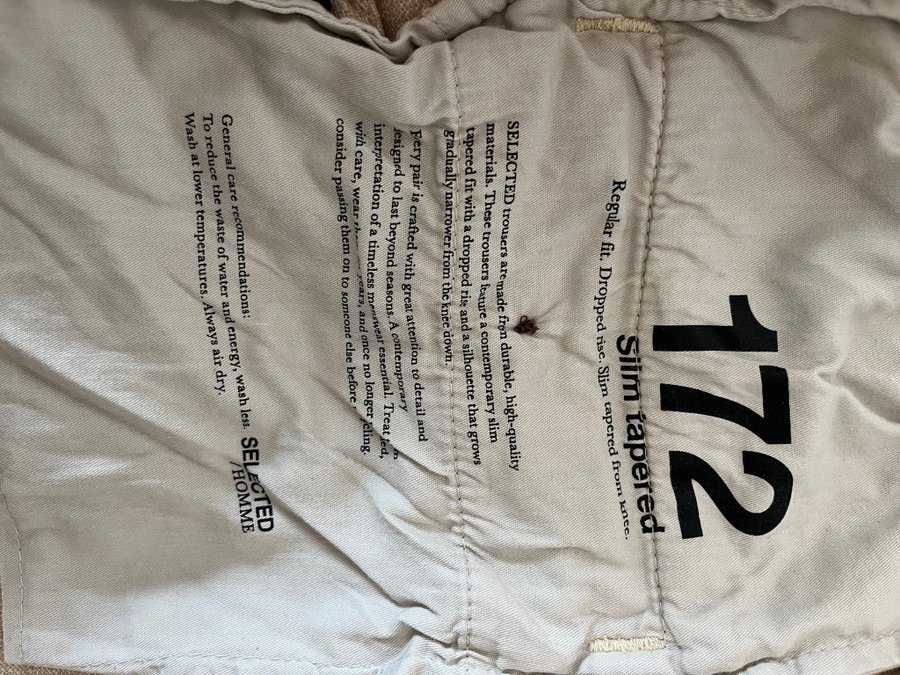 172
Slim tapered
Regular fit. Dropped rise. Slim tapered from knee.
SELECTED trousers are made from durable, high-quality
materials. These trousers feature a contemporary slim
tapered fit with a dropped rise and a silhouette that grows
gradually narrower from the knee down.
Every pair is crafted with great attention to detail and
designed to last beyond seasons. A contemporary
interpretation of a timeless menswear essential. Treat
with care, wear years, and once no longer
consider passing them on to someone else before
General care recommendations:
To reduce the waste of water and energy, wash less.
Wash at lower temperatures. Always air dry.
SELECTED
/HOMME